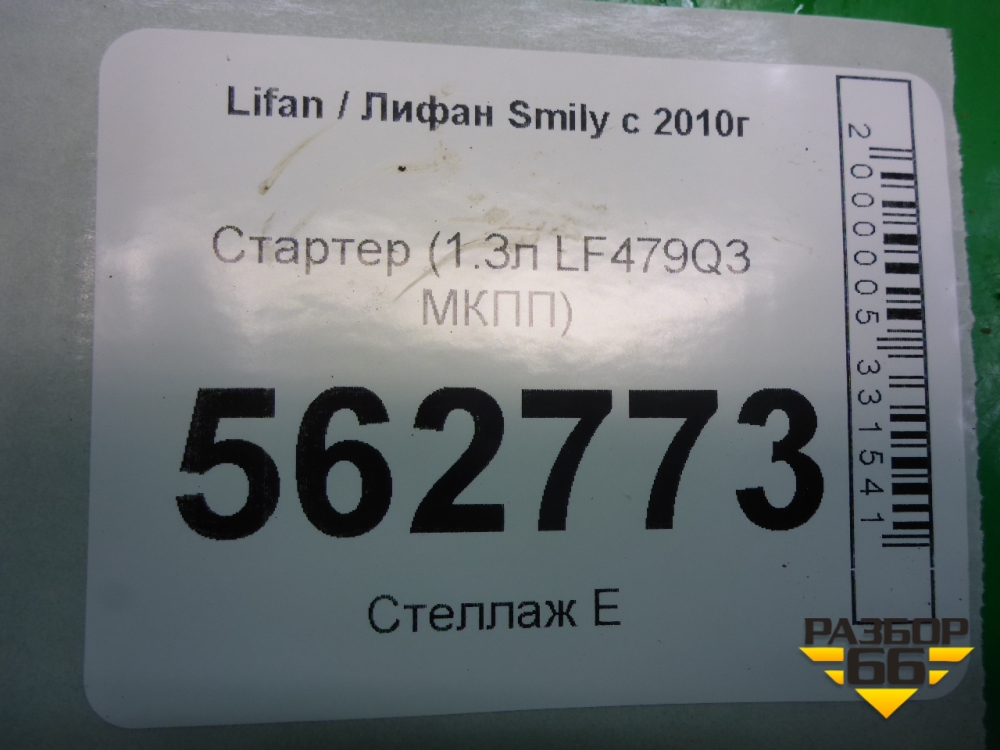 Lifan / Лифан Smily с 2010г
Стартер (1.3л LF479Q3
МКПП)
562773
Стеллаж Е
2000005331541
РАЗБОР
66